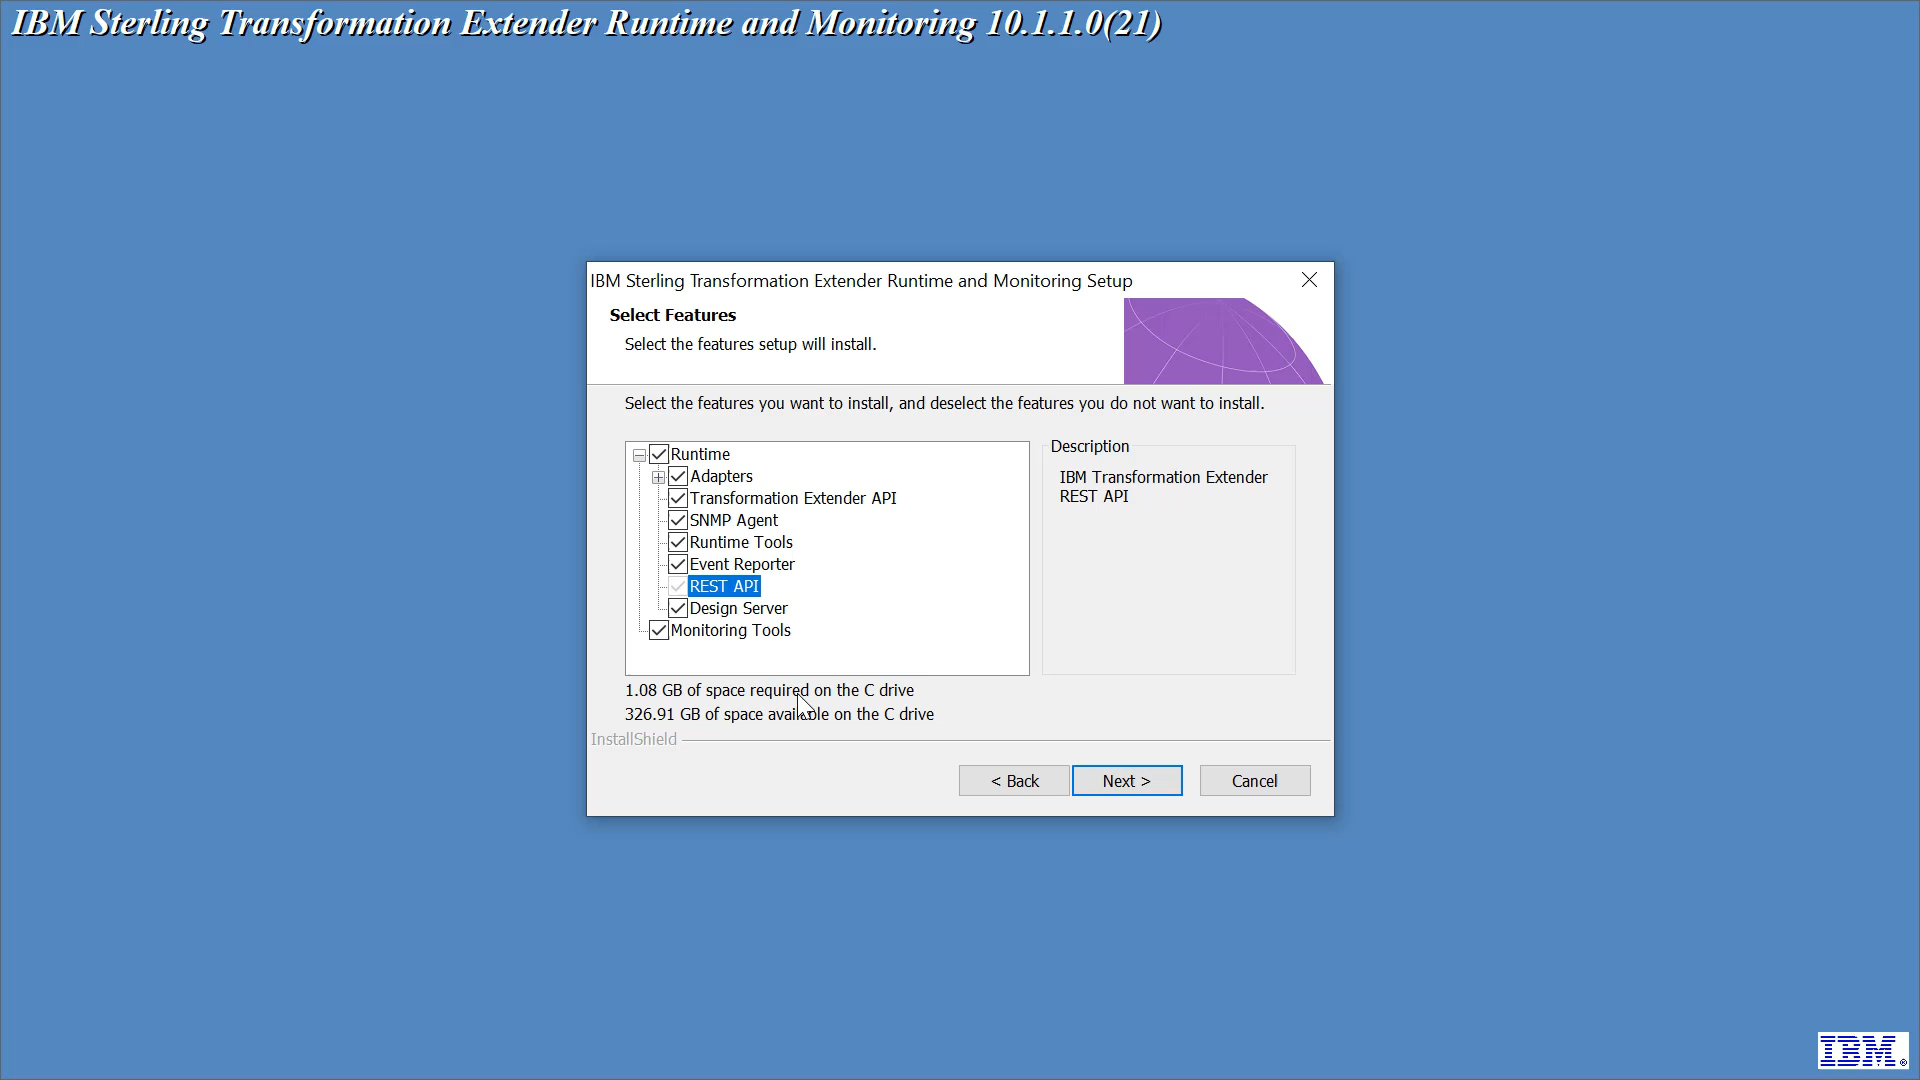 IBM Sterling Transformation Extender Runtime and Monitoring 10.1.1.0(21)
IBM Sterling Transformation Extender Runtime and Monitoring Setup
Select Features
Select the features setup will install.
Select the features you want to install, and deselect the features you do not want to install.
Runtime
Adapters
Transformation Extender API
SNMP Agent
Runtime Tools
Event Reporter
REST API
Design Server
Monitoring Tools
Description
IBM Transformation Extender
REST API
1.08 GB of space required on the C drive
326.91 GB of space available on the C drive
InstallShield
< Back
Next >
Cancel
IBM®